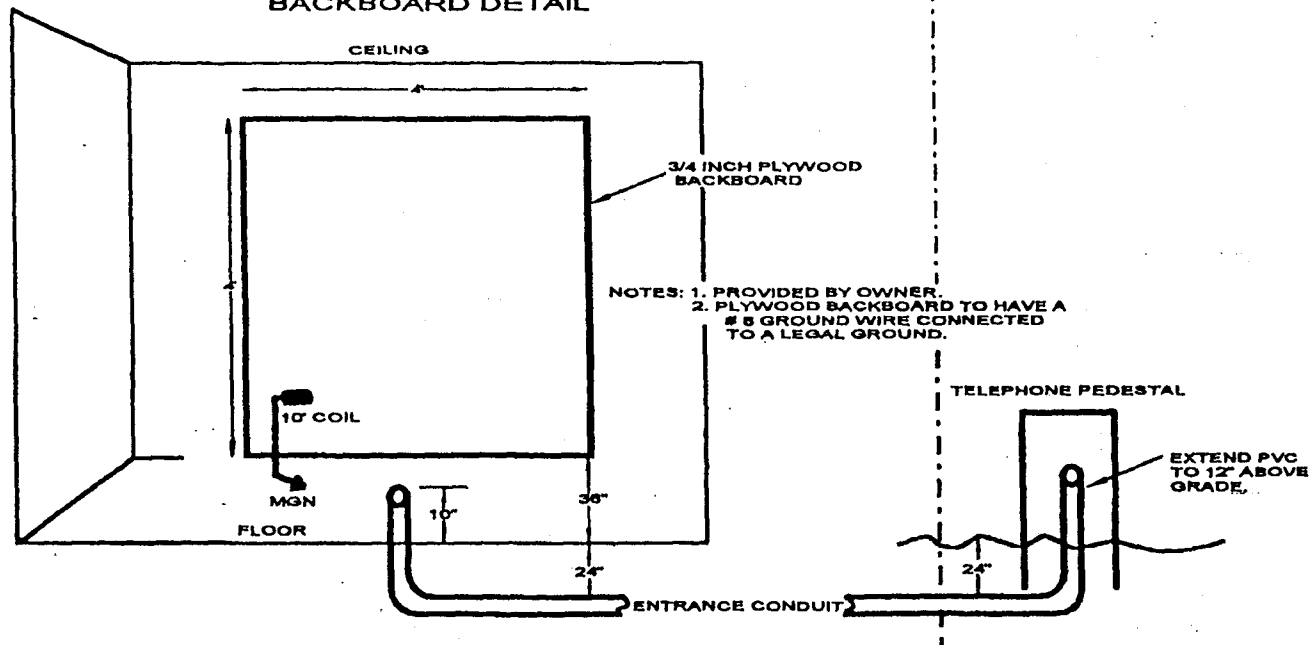 BACKBOARD DETAIL
CEILING
4'
3/4 INCH PLYWOOD
BACKBOARD
4'
NOTES: 1. PROVIDED BY OWNER.
2. PLYWOOD BACKBOARD TO HAVE A
# 6 GROUND WIRE CONNECTED
TO A LEGAL GROUND.
TELEPHONE PEDESTAL
10' COIL
EXTEND PVC
TO 12" ABOVE
GRADE.
MGN
10"
36"
FLOOR
24"
24"
ENTRANCE CONDUIT